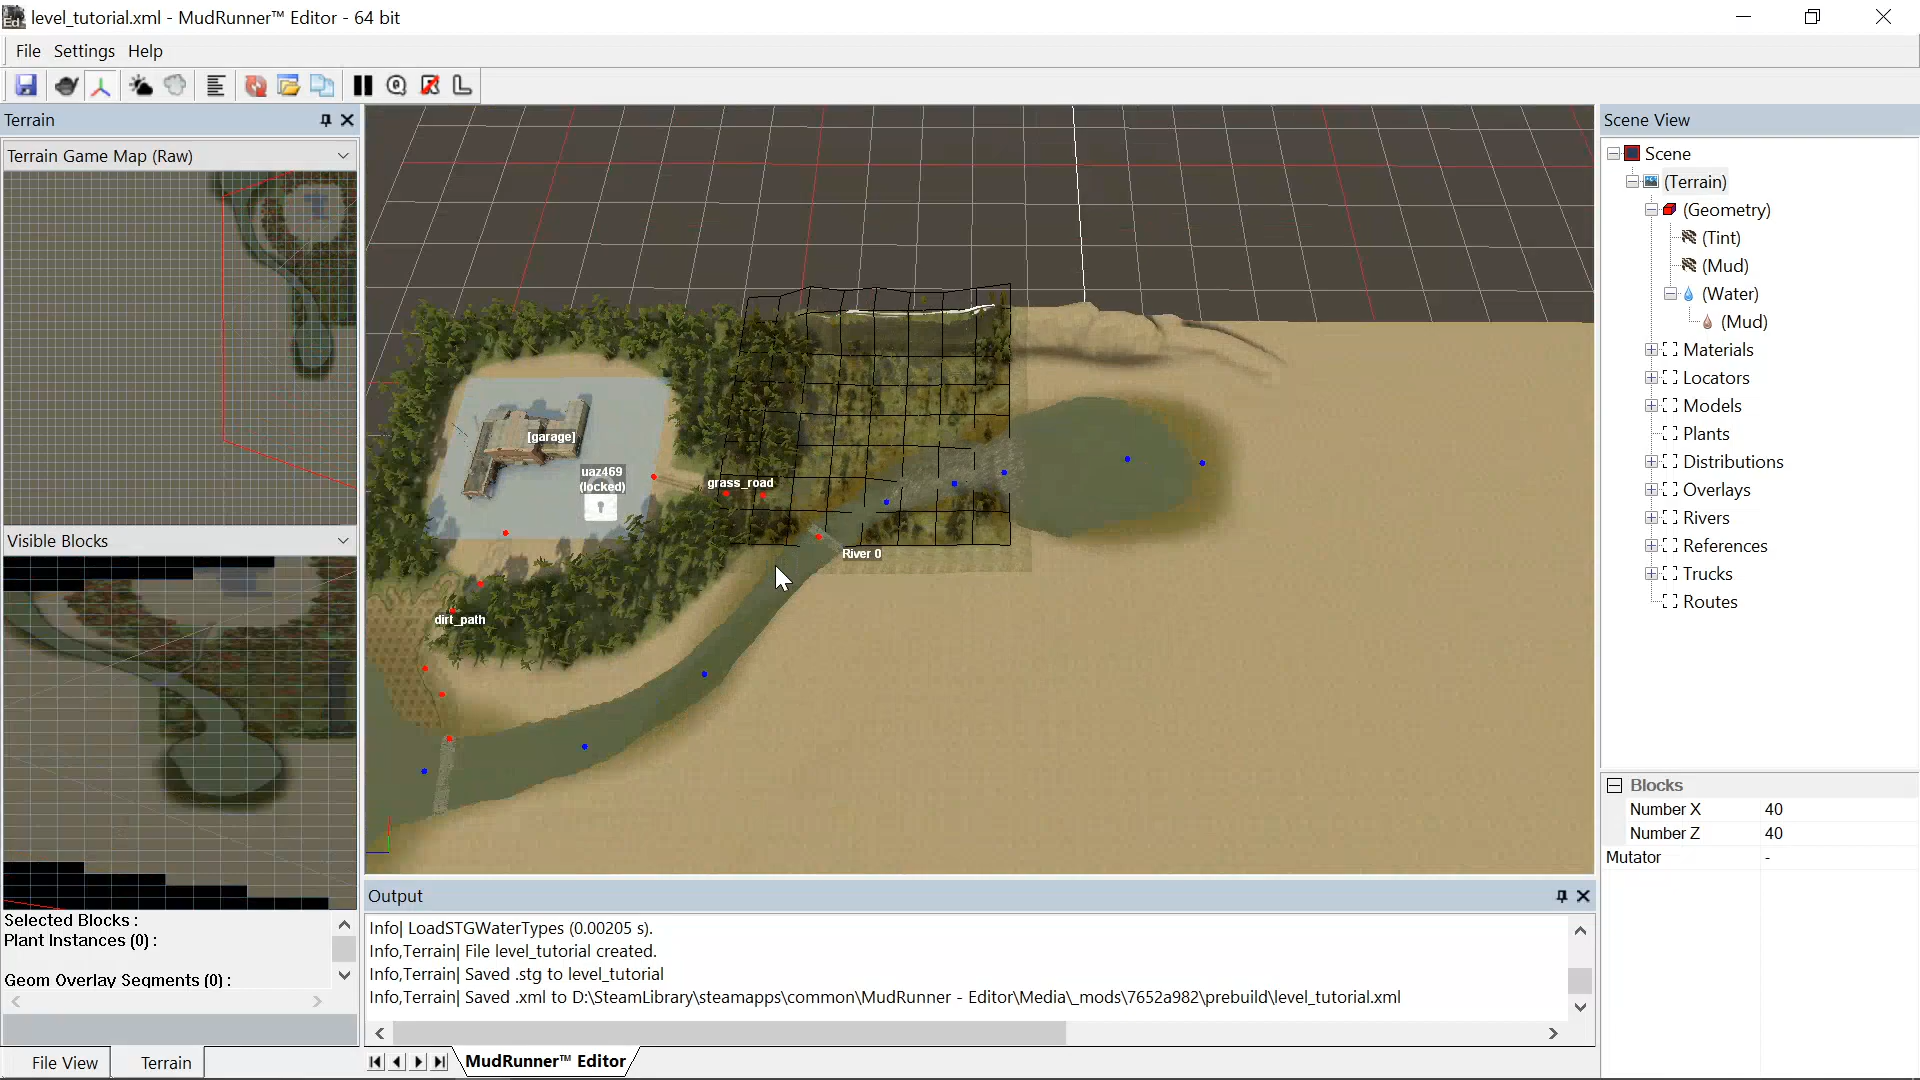 level_tutorial.xml - MudRunner™ Editor - 64 bit
File Settings Help
Terrain
Terrain Game Map (Raw)
Visible Blocks
Selected Blocks :
Plant Instances (0) :
Geom Overlay Segments (0) :
File View
Terrain
[garage]
uaz469
(locked)
grass_road
River 0
dirt_path
Output
Info| LoadSTGWaterTypes (0.00205 s).
Info,Terrain| File level_tutorial created.
Info,Terrain| Saved .stg to level_tutorial
Info,Terrain| Saved .xml to D:\SteamLibrary\steamapps\common\MudRunner - Editor\Media\_mods\7652a982\prebuild\level_tutorial.xml
MudRunner™ Editor
Scene View
Scene
(Terrain)
(Geometry)
(Tint)
(Mud)
(Water)
(Mud)
Materials
Locators
Models
Plants
Distributions
Overlays
Rivers
References
Trucks
Routes
Blocks
Number X 40
Number Z 40
Mutator -